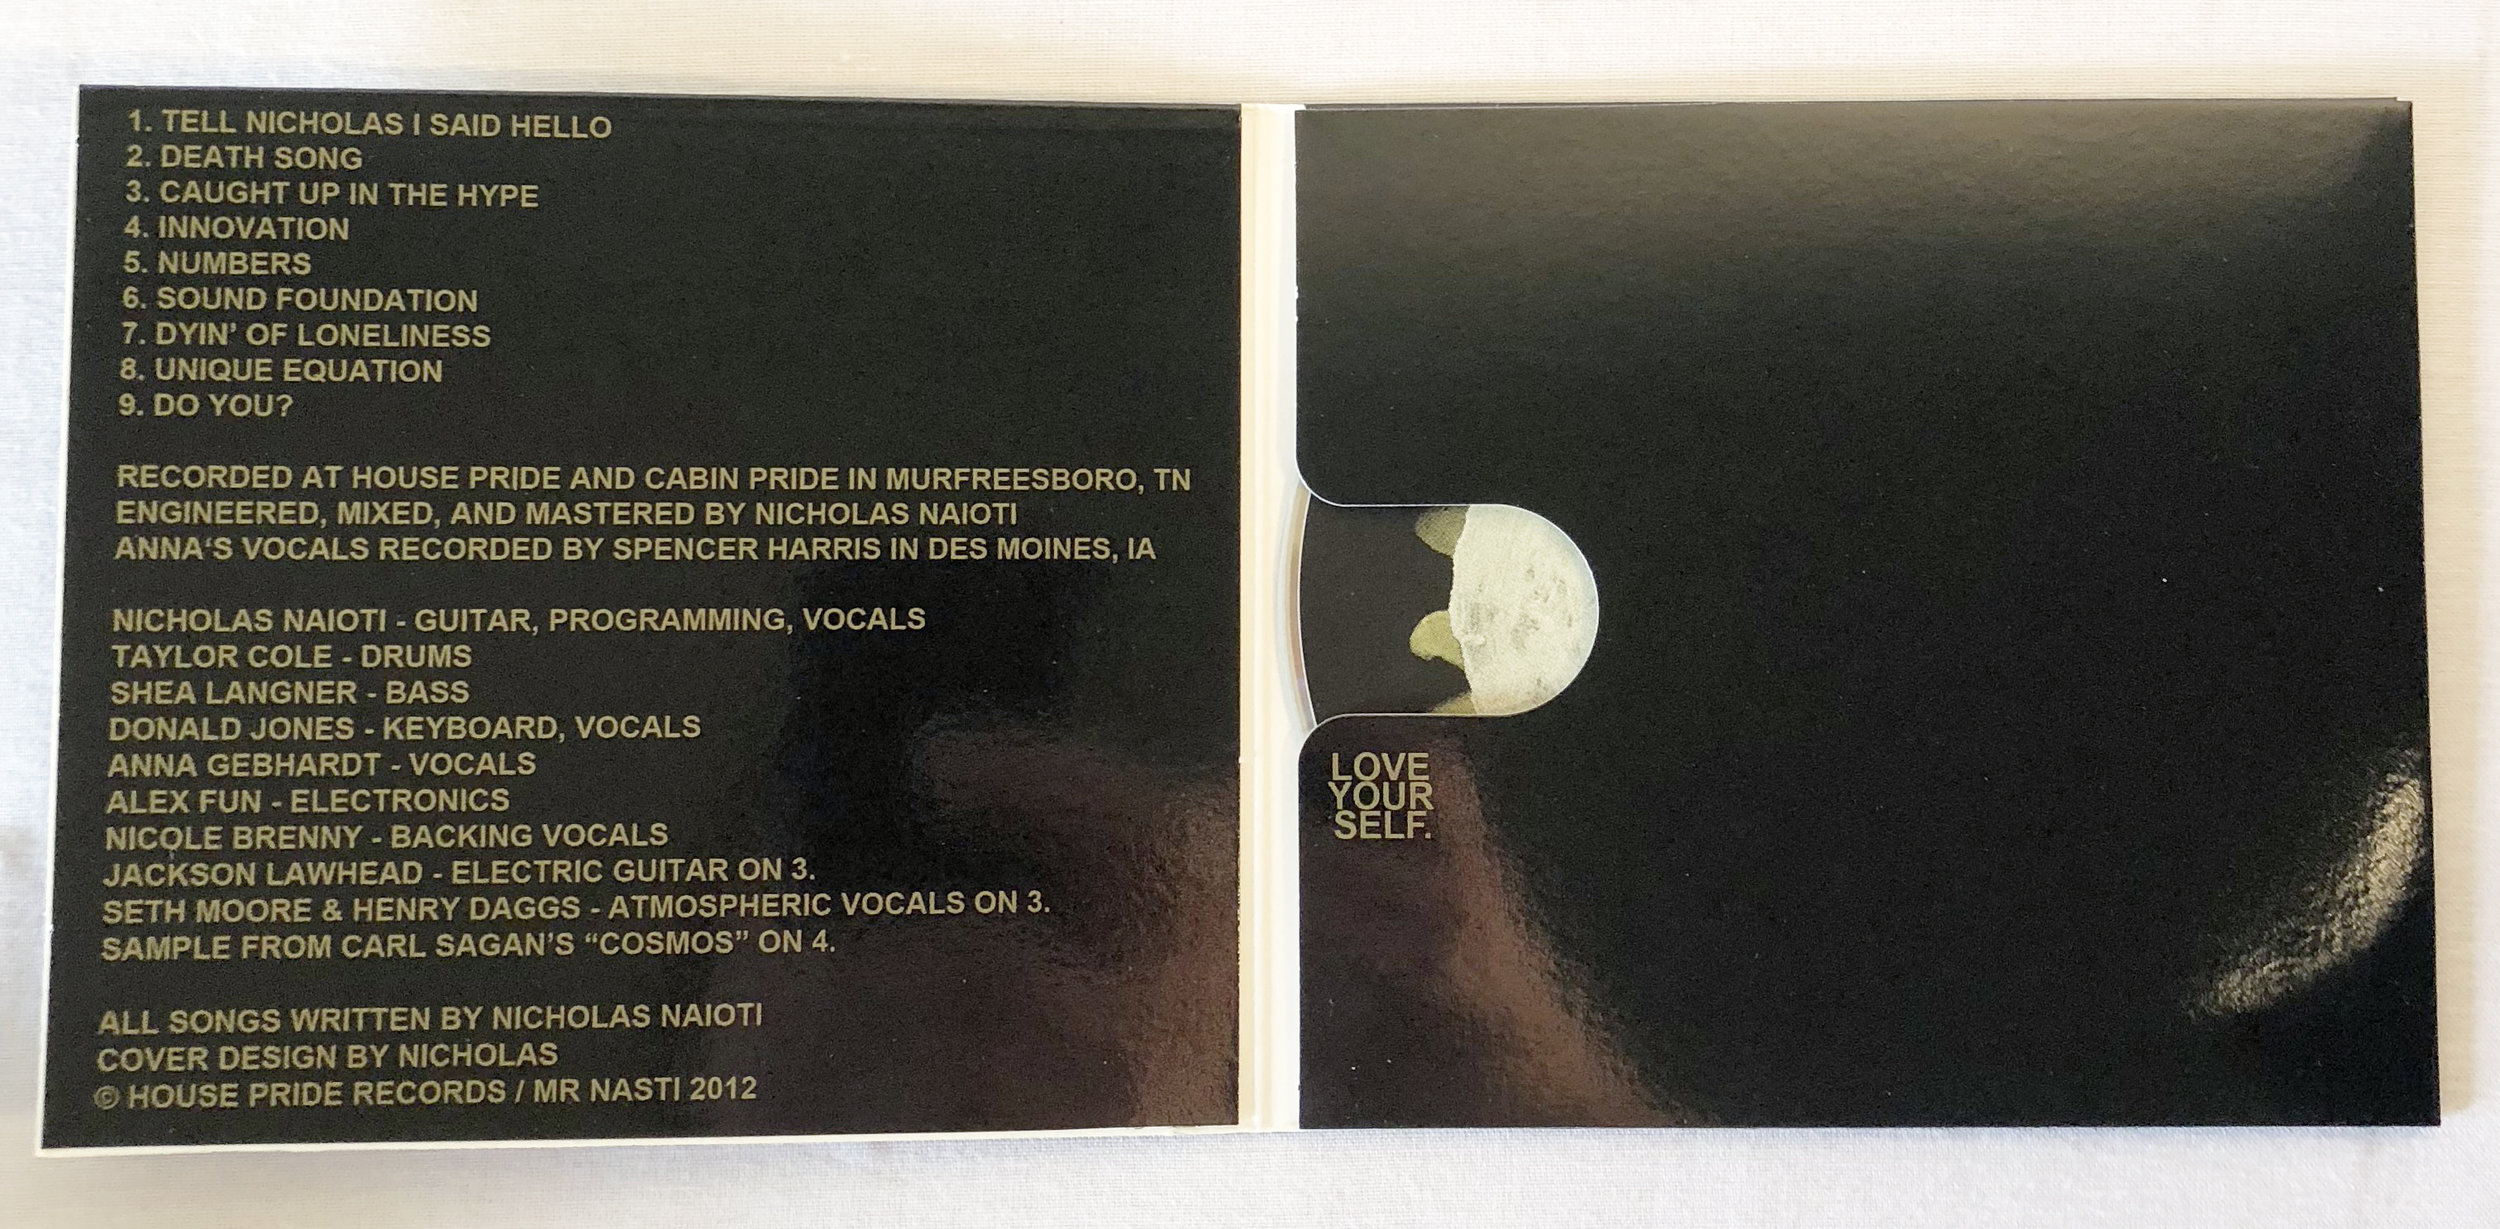 1. TELL NICHOLAS I SAID HELLO
2. DEATH SONG
3. CAUGHT UP IN THE HYPE
4. INNOVATION
5. NUMBERS
6. SOUND FOUNDATION
7. DYIN' OF LONELINESS
8. UNIQUE EQUATION
9. DO YOU?
RECORDED AT HOUSE PRIDE AND CABIN PRIDE IN MURFREESBORO, TN
ENGINEERED, MIXED, AND MASTERED BY NICHOLAS NAIOTI
ANNA‘S VOCALS RECORDED BY SPENCER HARRIS IN DES MOINES, IA
NICHOLAS NAIOTI - GUITAR, PROGRAMMING, VOCALS
TAYLOR COLE - DRUMS
SHEA LANGNER - BASS
DONALD JONES - KEYBOARD, VOCALS
ANNA GEBHARDT - VOCALS
ALEX FUN - ELECTRONICS
NICOLE BRENNY - BACKING VOCALS
JACKSON LAWHEAD - ELECTRIC GUITAR ON 3.
SETH MOORE & HENRY DAGGS - ATMOSPHERIC VOCALS ON 3.
SAMPLE FROM CARL SAGAN’S “COSMOS” ON 4.
ALL SONGS WRITTEN BY NICHOLAS NAIOTI
COVER DESIGN BY NICHOLAS
© HOUSE PRIDE RECORDS / MR NASTI 2012
LOVE
YOUR
SELF.